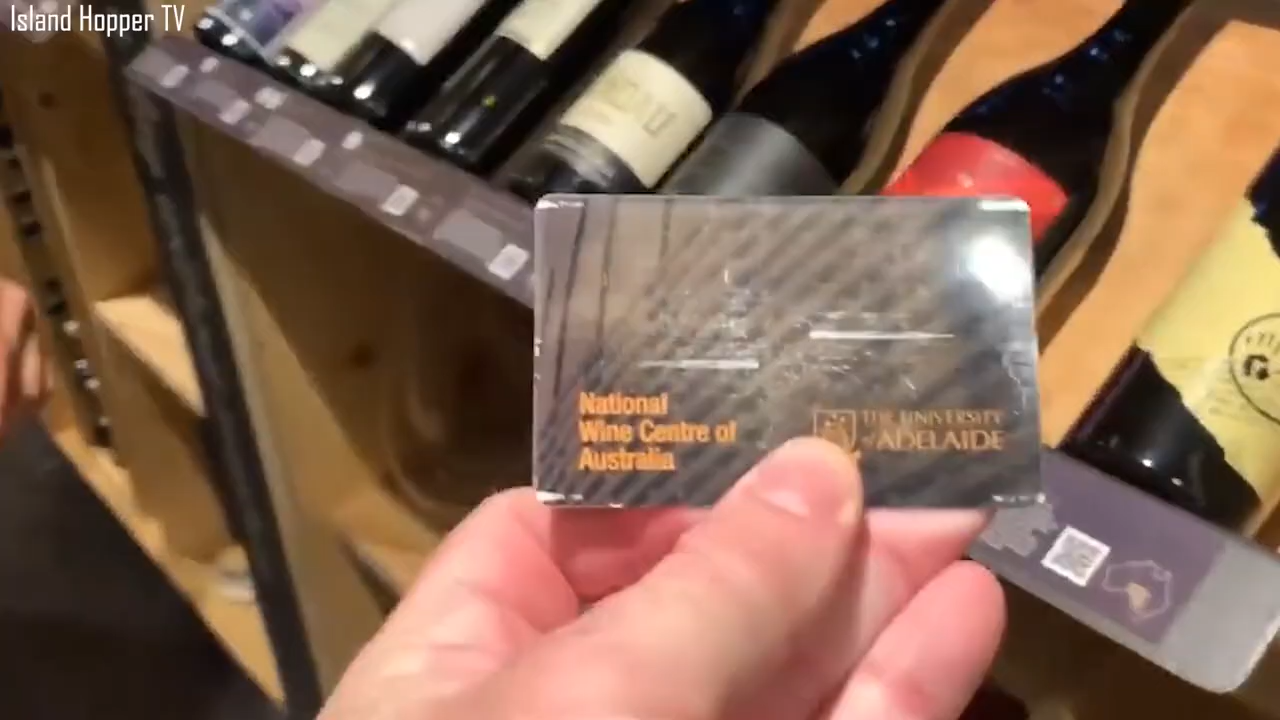 Island Hopper TV
National
Wine Centre of
Australia
THE UNIVERSITY
of ADELAIDE